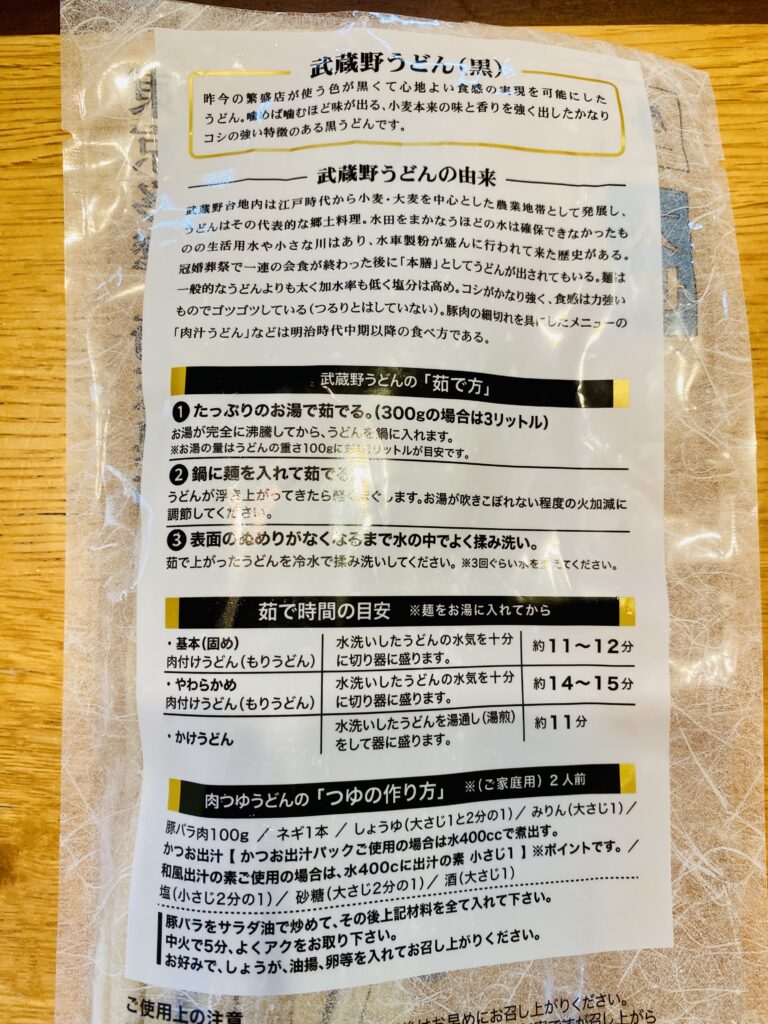 武蔵野うどん(黒)
昨今の繁盛店が使う色が黒くて心地よい食感の実現を可能にした
うどん。噛めば噛むほど味が出る、小麦本来の味と香りを強く出したかなり
コシの強い特徴のある黒うどんです。
武蔵野うどんの由来
武蔵野台地内は江戸時代から小麦・大麦を中心とした農業地帯として発展し、
うどんはその代表的な郷土料理。水田をまかなうほどの水は確保できなかったも
のの生活用水や小さな川はあり、水車製粉が盛んに行われて来た歴史がある。
冠婚葬祭で一連の会食が終わった後に「本膳」としてうどんが出されてもいる。麺は
一般的なうどんよりも太く加水率も低く塩分は高め。コシがかなり強く、食感は力強い
ものでゴツゴツしている(つるりとはしていない)。豚肉の細切れを具にしたメニューの
「肉汁うどん」などは明治時代中期以降の食べ方である。
武蔵野うどんの「茹で方」
❶たっぷりのお湯で茹でる。(300gの場合は3リットル)
お湯が完全に沸騰してから、うどんを鍋に入れます。
※お湯の量はうどんの重さ100gに リットルが目安です。
❷鍋に麺を入れて茹でる
うどんが浮き上がってきたら軽くほぐします。お湯が吹きこぼれない程度の火加減に
調節してください。
❸表面のぬめりがなくなるまで水の中でよく揉み洗い。
茹で上がったうどんを冷水で揉み洗いしてください。※3回ぐらい水を えてください。
茹で時間の目安 ※麺をお湯に入れてから
・基本(固め)
肉付けうどん(もりうどん)
水洗いしたうどんの水気を十分
に切り器に盛ります。
約11〜12分
・やわらかめ
肉付けうどん(もりうどん)
水洗いしたうどんの水気を十分
に切り器に盛ります。
約14〜15分
・かけうどん
水洗いしたうどんを湯通し(湯煎)
をして器に盛ります。
約11分
肉つゆうどんの「つゆの作り方」 ※(ご家庭用)2人前
豚バラ肉100g ／ ネギ1本 ／ しょうゆ(大さじ1と2分の1)／ みりん(大さじ1)／
かつお出汁【 かつお出汁パックご使用の場合は水400ccで煮出す。
和風出汁の素ご使用の場合は、水400cに出汁の素 小さじ1 】※ポイントです。／
塩(小さじ2分の1)／ 砂糖(大さじ2分の1)／ 酒(大さじ1)
豚バラをサラダ油で炒めて、その後上記材料を全て入れて下さい。
中火で5分、よくアクをお取り下さい。
お好みで、しょうが、油揚、卵等を入れてお召し上がりください。
ご使用上の注意
はお早めにお召し上がりください。